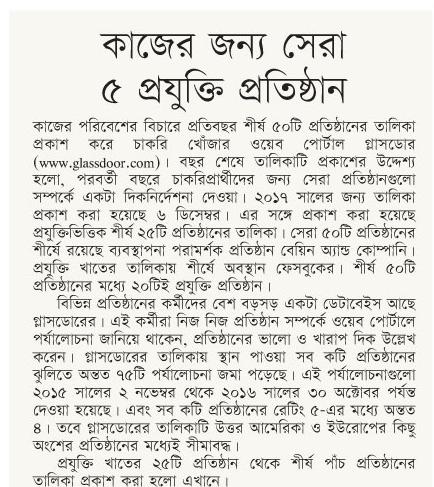 কাজের জন্য সেরা
৫ প্রযুক্তি প্রতিষ্ঠান
কাজের পরিবেশের বিচারে প্রতিবছর শীর্ষ ৫০টি প্রতিষ্ঠানের তালিকা
প্রকাশ করে চাকরি খোঁজার ওয়েব পোর্টাল গ্লাসডোর
(www.glassdoor.com)। বছর শেষে তালিকাটি প্রকাশের উদ্দেশ্য
হলো, পরবর্তী বছরে চাকরিপ্রার্থীদের জন্য সেরা প্রতিষ্ঠানগুলো
সম্পর্কে একটা দিকনির্দেশনা দেওয়া। ২০১৭ সালের জন্য তালিকা
প্রকাশ করা হয়েছে ৬ ডিসেম্বর। এর সঙ্গে প্রকাশ করা হয়েছে
প্রযুক্তিভিত্তিক শীর্ষ ২৫টি প্রতিষ্ঠানের তালিকা। সেরা ৫০টি প্রতিষ্ঠানের
শীর্ষে রয়েছে ব্যবস্থাপনা পরামর্শক প্রতিষ্ঠান বেয়িন অ্যান্ড কোম্পানি।
প্রযুক্তি খাতের তালিকায় শীর্ষে অবস্থান ফেসবুকের। শীর্ষ ৫০টি
প্রতিষ্ঠানের মধ্যে ২০টিই প্রযুক্তি প্রতিষ্ঠান।
বিভিন্ন প্রতিষ্ঠানের কর্মীদের বেশ বড়সড় একটা ডেটাবেইস আছে
গ্লাসডোরের। এই কর্মীরা নিজ নিজ প্রতিষ্ঠান সম্পর্কে ওয়েব পোর্টালে
পর্যালোচনা জানিয়ে থাকেন, প্রতিষ্ঠানের ভালো ও খারাপ দিক উল্লেখ
করেন। গ্লাসডোরের তালিকায় স্থান পাওয়া সব কটি প্রতিষ্ঠানের
ঝুলিতে অন্তত ৭৫টি পর্যালোচনা জমা পড়েছে। এই পর্যালোচনাগুলো
২০১৫ সালের ২ নভেম্বর থেকে ২০১৬ সালের ৩০ অক্টোবর পর্যন্ত
দেওয়া হয়েছে। এবং সব কটি প্রতিষ্ঠানের রেটিং ৫-এর মধ্যে অন্তত
৪। তবে গ্লাসডোরের তালিকাটি উত্তর আমেরিকা ও ইউরোপের কিছু
অংশের প্রতিষ্ঠানের মধ্যেই সীমাবদ্ধ।
প্রযুক্তি খাতের ২৫টি প্রতিষ্ঠান থেকে শীর্ষ পাঁচ প্রতিষ্ঠানের
তালিকা প্রকাশ করা হলো এখানে।